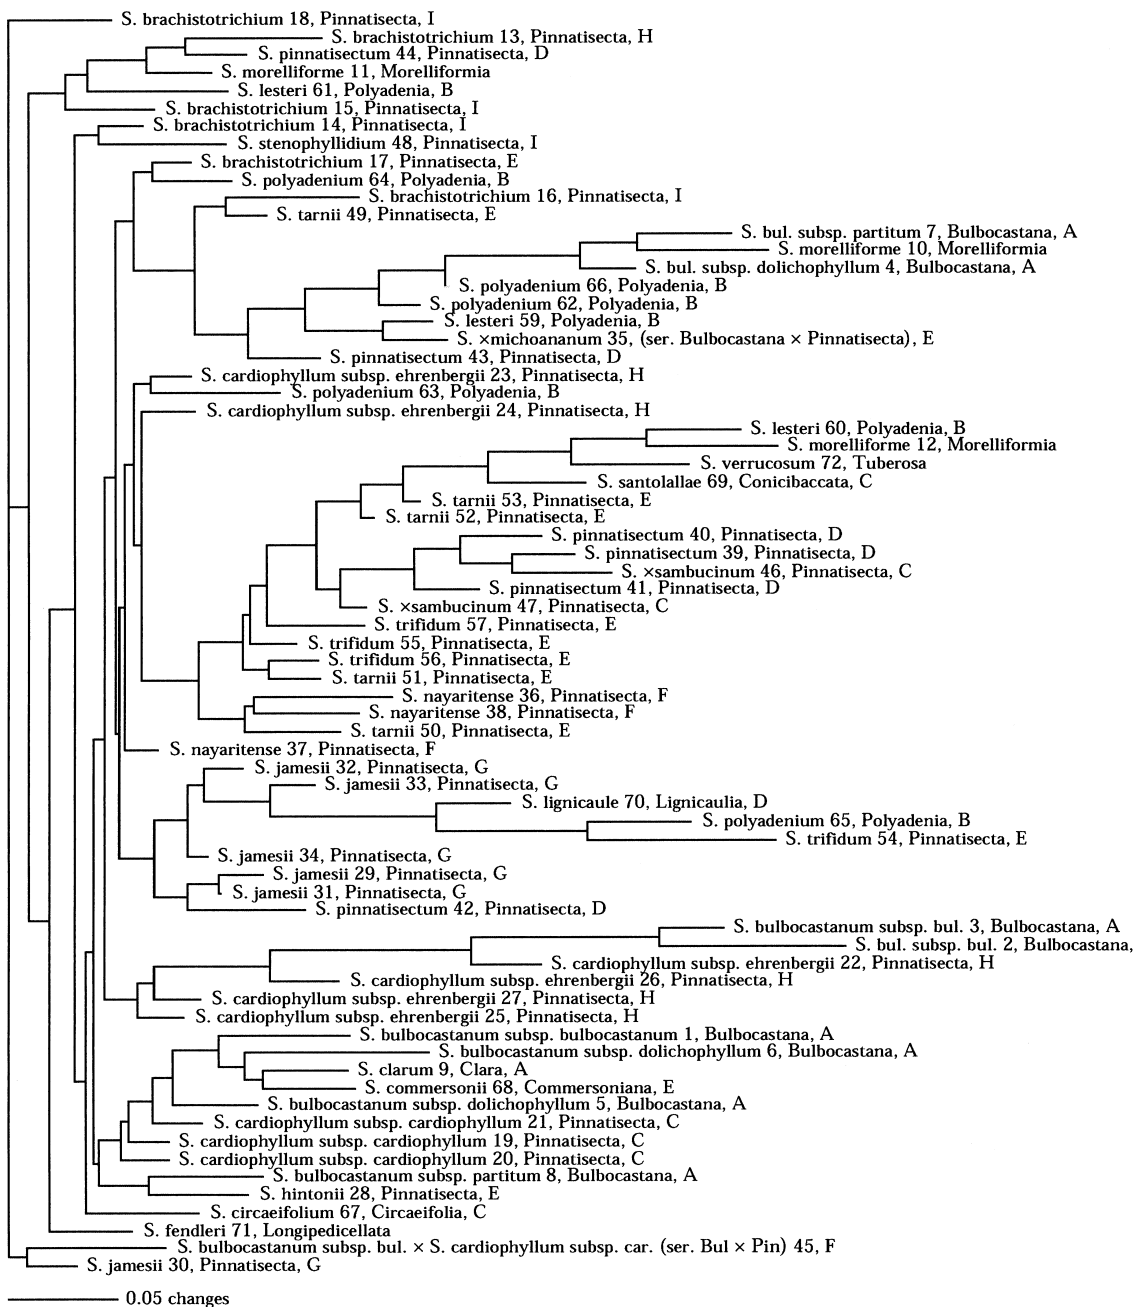 S. brachistotrichium 18, Pinnatisecta, I
S. brachistotrichium 13, Pinnatisecta, H
S. pinnatisectum 44, Pinnatisecta, D
S. morelliforme 11, Morelliformia
S. lesteri 61, Polyadenia, B
S. brachistotrichium 15, Pinnatisecta, I
S. brachistotrichium 14, Pinnatisecta, I
S. stenophyllidium 48, Pinnatisecta, I
S. brachistotrichium 17, Pinnatisecta, E
S. polyadenium 64, Polyadenia, B
S. brachistotrichium 16, Pinnatisecta, I
S. tarnii 49, Pinnatisecta, E
S. bul. subsp. partitum 7, Bulbocastana, A
S. morelliforme 10, Morelliformia
S. bul. subsp. dolichophyllum 4, Bulbocastana, A
S. polyadenium 66, Polyadenia, B
S. polyadenium 62, Polyadenia, B
S. lesteri 59, Polyadenia, B
S. ×michoananum 35, (ser. Bulbocastana × Pinnatisecta), E
S. pinnatisectum 43, Pinnatisecta, D
S. cardiophyllum subsp. ehrenbergii 23, Pinnatisecta, H
S. polyadenium 63, Polyadenia, B
S. cardiophyllum subsp. ehrenbergii 24, Pinnatisecta, H
S. lesteri 60, Polyadenia, B
S. morelliforme 12, Morelliformia
S. verrucosum 72, Tuberosa
S. santolallae 69, Conicibaccata, C
S. tarnii 53, Pinnatisecta, E
S. tarnii 52, Pinnatisecta, E
S. pinnatisectum 40, Pinnatisecta, D
S. pinnatisectum 39, Pinnatisecta, D
S. ×sambucinum 46, Pinnatisecta, C
S. pinnatisectum 41, Pinnatisecta, D
S. ×sambucinum 47, Pinnatisecta, C
S. trifidum 57, Pinnatisecta, E
S. trifidum 55, Pinnatisecta, E
S. trifidum 56, Pinnatisecta, E
S. tarnii 51, Pinnatisecta, E
S. nayaritense 36, Pinnatisecta, F
S. nayaritense 38, Pinnatisecta, F
S. tarnii 50, Pinnatisecta, E
S. nayaritense 37, Pinnatisecta, F
S. jamesii 32, Pinnatisecta, G
S. jamesii 33, Pinnatisecta, G
S. lignicaule 70, Lignicaulia, D
S. polyadenium 65, Polyadenia, B
S. trifidum 54, Pinnatisecta, E
S. jamesii 34, Pinnatisecta, G
S. jamesii 29, Pinnatisecta, G
S. jamesii 31, Pinnatisecta, G
S. pinnatisectum 42, Pinnatisecta, D
S. bulbocastanum subsp. bul. 3, Bulbocastana, A
S. bul. subsp. bul. 2, Bulbocastana,
S. cardiophyllum subsp. ehrenbergii 22, Pinnatisecta, H
S. cardiophyllum subsp. ehrenbergii 26, Pinnatisecta, H
S. cardiophyllum subsp. ehrenbergii 27, Pinnatisecta, H
S. cardiophyllum subsp. ehrenbergii 25, Pinnatisecta, H
S. bulbocastanum subsp. bulbocastanum 1, Bulbocastana, A
S. bulbocastanum subsp. dolichophyllum 6, Bulbocastana, A
S. clarum 9, Clara, A
S. commersonii 68, Commersoniana, E
S. bulbocastanum subsp. dolichophyllum 5, Bulbocastana, A
S. cardiophyllum subsp. cardiophyllum 21, Pinnatisecta, C
S. cardiophyllum subsp. cardiophyllum 19, Pinnatisecta, C
S. cardiophyllum subsp. cardiophyllum 20, Pinnatisecta, C
S. bulbocastanum subsp. partitum 8, Bulbocastana, A
S. hintonii 28, Pinnatisecta, E
S. circaeifolium 67, Circaeifolia, C
S. fendleri 71, Longipedicellata
S. bulbocastanum subsp. bul. × S. cardiophyllum subsp. car. (ser. Bul × Pin) 45, F
S. jamesii 30, Pinnatisecta, G
0.05 changes